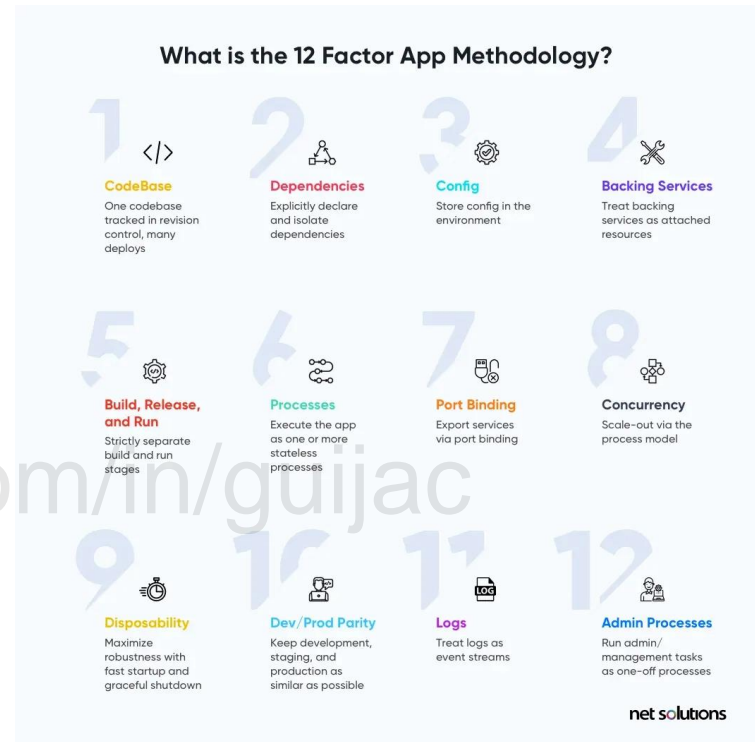 What is the 12 Factor App Methodology?
1
</>
CodeBase
One codebase
tracked in revision
control, many
deploys
2
Dependencies
Explicitly declare
and isolate
dependencies
3
Config
Store config in the
environment
4
Backing Services
Treat backing
services as attached
resources
5
Build, Release,
and Run
Strictly separate
build and run
stages
6
Processes
Execute the app
as one or more
stateless
processes
7
Port Binding
Export services
via port binding
8
Concurrency
Scale-out via the
process model
om/in/guijac
9
Disposability
Maximize
robustness with
fast startup and
graceful shutdown
10
Dev/Prod Parity
Keep development,
staging, and
production as
similar as possible
11
LOG
Logs
Treat logs as
event streams
12
Admin Processes
Run admin/
management tasks
as one-off processes
net solutions